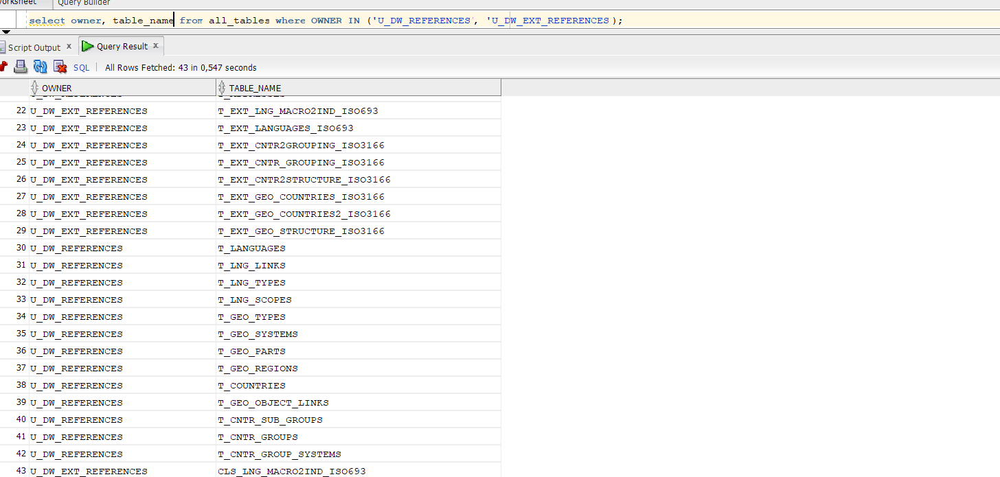 Query Builder
select owner, table_name from all_tables where OWNER IN ('U_DW_REFERENCES', 'U_DW_EXT_REFERENCES');
Script Output x Query Result x
SQL All Rows Fetched: 43 in 0,547 seconds
OWNER TABLE_NAME
22 U_DW_EXT_REFERENCES T_EXT_LNG_MACRO2IND_ISO693
23 U_DW_EXT_REFERENCES T_EXT_LANGUAGES_ISO693
24 U_DW_EXT_REFERENCES T_EXT_CNTR2GROUPING_ISO3166
25 U_DW_EXT_REFERENCES T_EXT_CNTR_GROUPING_ISO3166
26 U_DW_EXT_REFERENCES T_EXT_CNTR2STRUCTURE_ISO3166
27 U_DW_EXT_REFERENCES T_EXT_GEO_COUNTRIES_ISO3166
28 U_DW_EXT_REFERENCES T_EXT_GEO_COUNTRIES2_ISO3166
29 U_DW_EXT_REFERENCES T_EXT_GEO_STRUCTURE_ISO3166
30 U_DW_REFERENCES T_LANGUAGES
31 U_DW_REFERENCES T_LNG_LINKS
32 U_DW_REFERENCES T_LNG_TYPES
33 U_DW_REFERENCES T_LNG_SCOPES
34 U_DW_REFERENCES T_GEO_TYPES
35 U_DW_REFERENCES T_GEO_SYSTEMS
36 U_DW_REFERENCES T_GEO_PARTS
37 U_DW_REFERENCES T_GEO_REGIONS
38 U_DW_REFERENCES T_COUNTRIES
39 U_DW_REFERENCES T_GEO_OBJECT_LINKS
40 U_DW_REFERENCES T_CNTR_SUB_GROUPS
41 U_DW_REFERENCES T_CNTR_GROUPS
42 U_DW_REFERENCES T_CNTR_GROUP_SYSTEMS
43 U_DW_EXT_REFERENCES CLS_LNG_MACRO2IND_ISO693